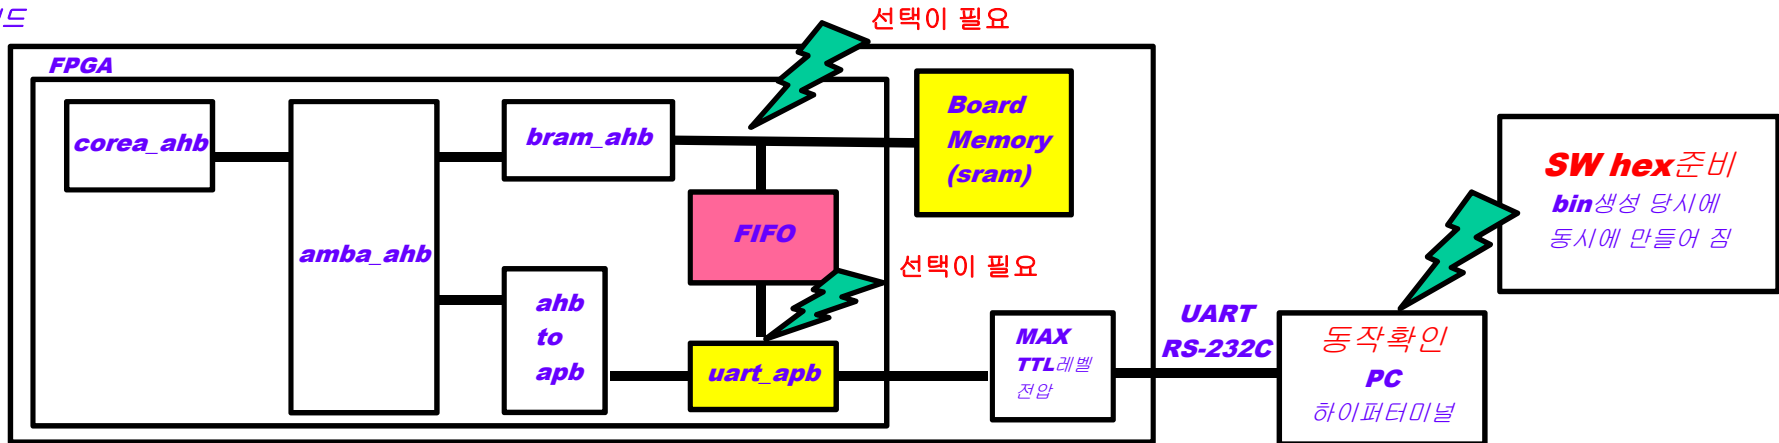 선택이 필요
FPGA
corea_ahb
amba_ahb
bram_ahb
Board
Memory
(sram)
FIFO
선택이 필요
ahb
to
apb
uart_apb
MAX
TTL레벨
전압
UART
RS-232C
동작확인
PC
하이퍼터미널
SW hex준비
bin생성 당시에
동시에 만들어 짐